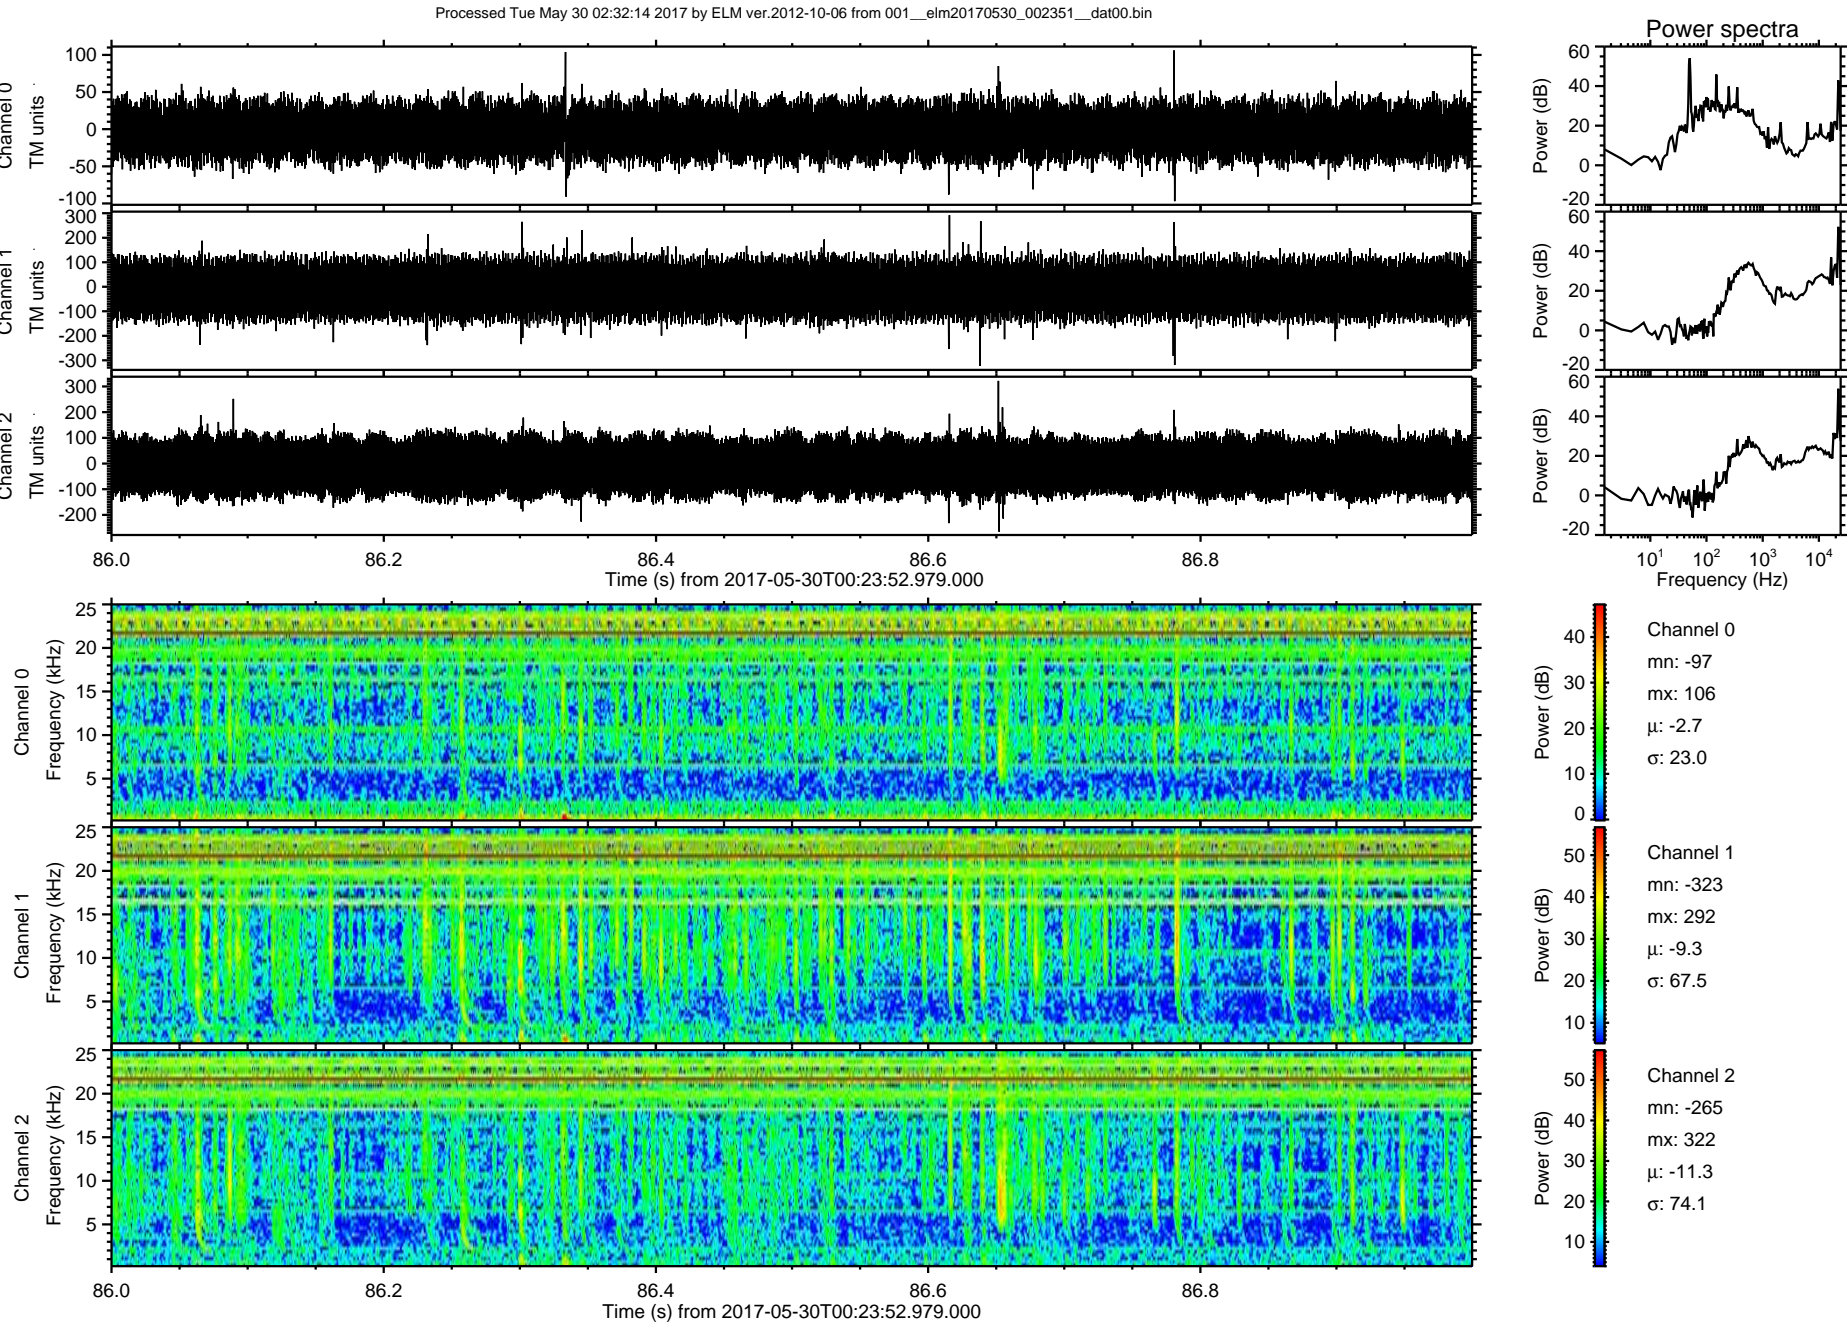 Processed Tue May 30 02:32:14 2017 by ELM ver.2012-10-06 from 001__elm20170530_002351__dat00.bin
Power spectra
Channel 0
TM units
100
50
0
-50
-100
Power (dB)
60
40
20
0
-20
Channel 1
TM units
300
200
100
0
-100
-200
-300
Power (dB)
60
40
20
0
-20
Channel 2
TM units
300
200
100
0
-100
-200
Power (dB)
60
40
20
0
-20
86.0 86.2 86.4 86.6 86.8
Time (s) from 2017-05-30T00:23:52.979.000
10¹ 10² 10³ 10⁴
Frequency (Hz)
Channel 0
Frequency (kHz)
25
20
15
10
5
Power (dB)
40
30
20
10
0
Channel 0
mn: -97
mx: 106
μ: -2.7
σ: 23.0
Channel 1
Frequency (kHz)
25
20
15
10
5
Power (dB)
50
40
30
20
10
Channel 1
mn: -323
mx: 292
μ: -9.3
σ: 67.5
Channel 2
Frequency (kHz)
25
20
15
10
5
Power (dB)
50
40
30
20
10
Channel 2
mn: -265
mx: 322
μ: -11.3
σ: 74.1
86.0 86.2 86.4 86.6 86.8
Time (s) from 2017-05-30T00:23:52.979.000